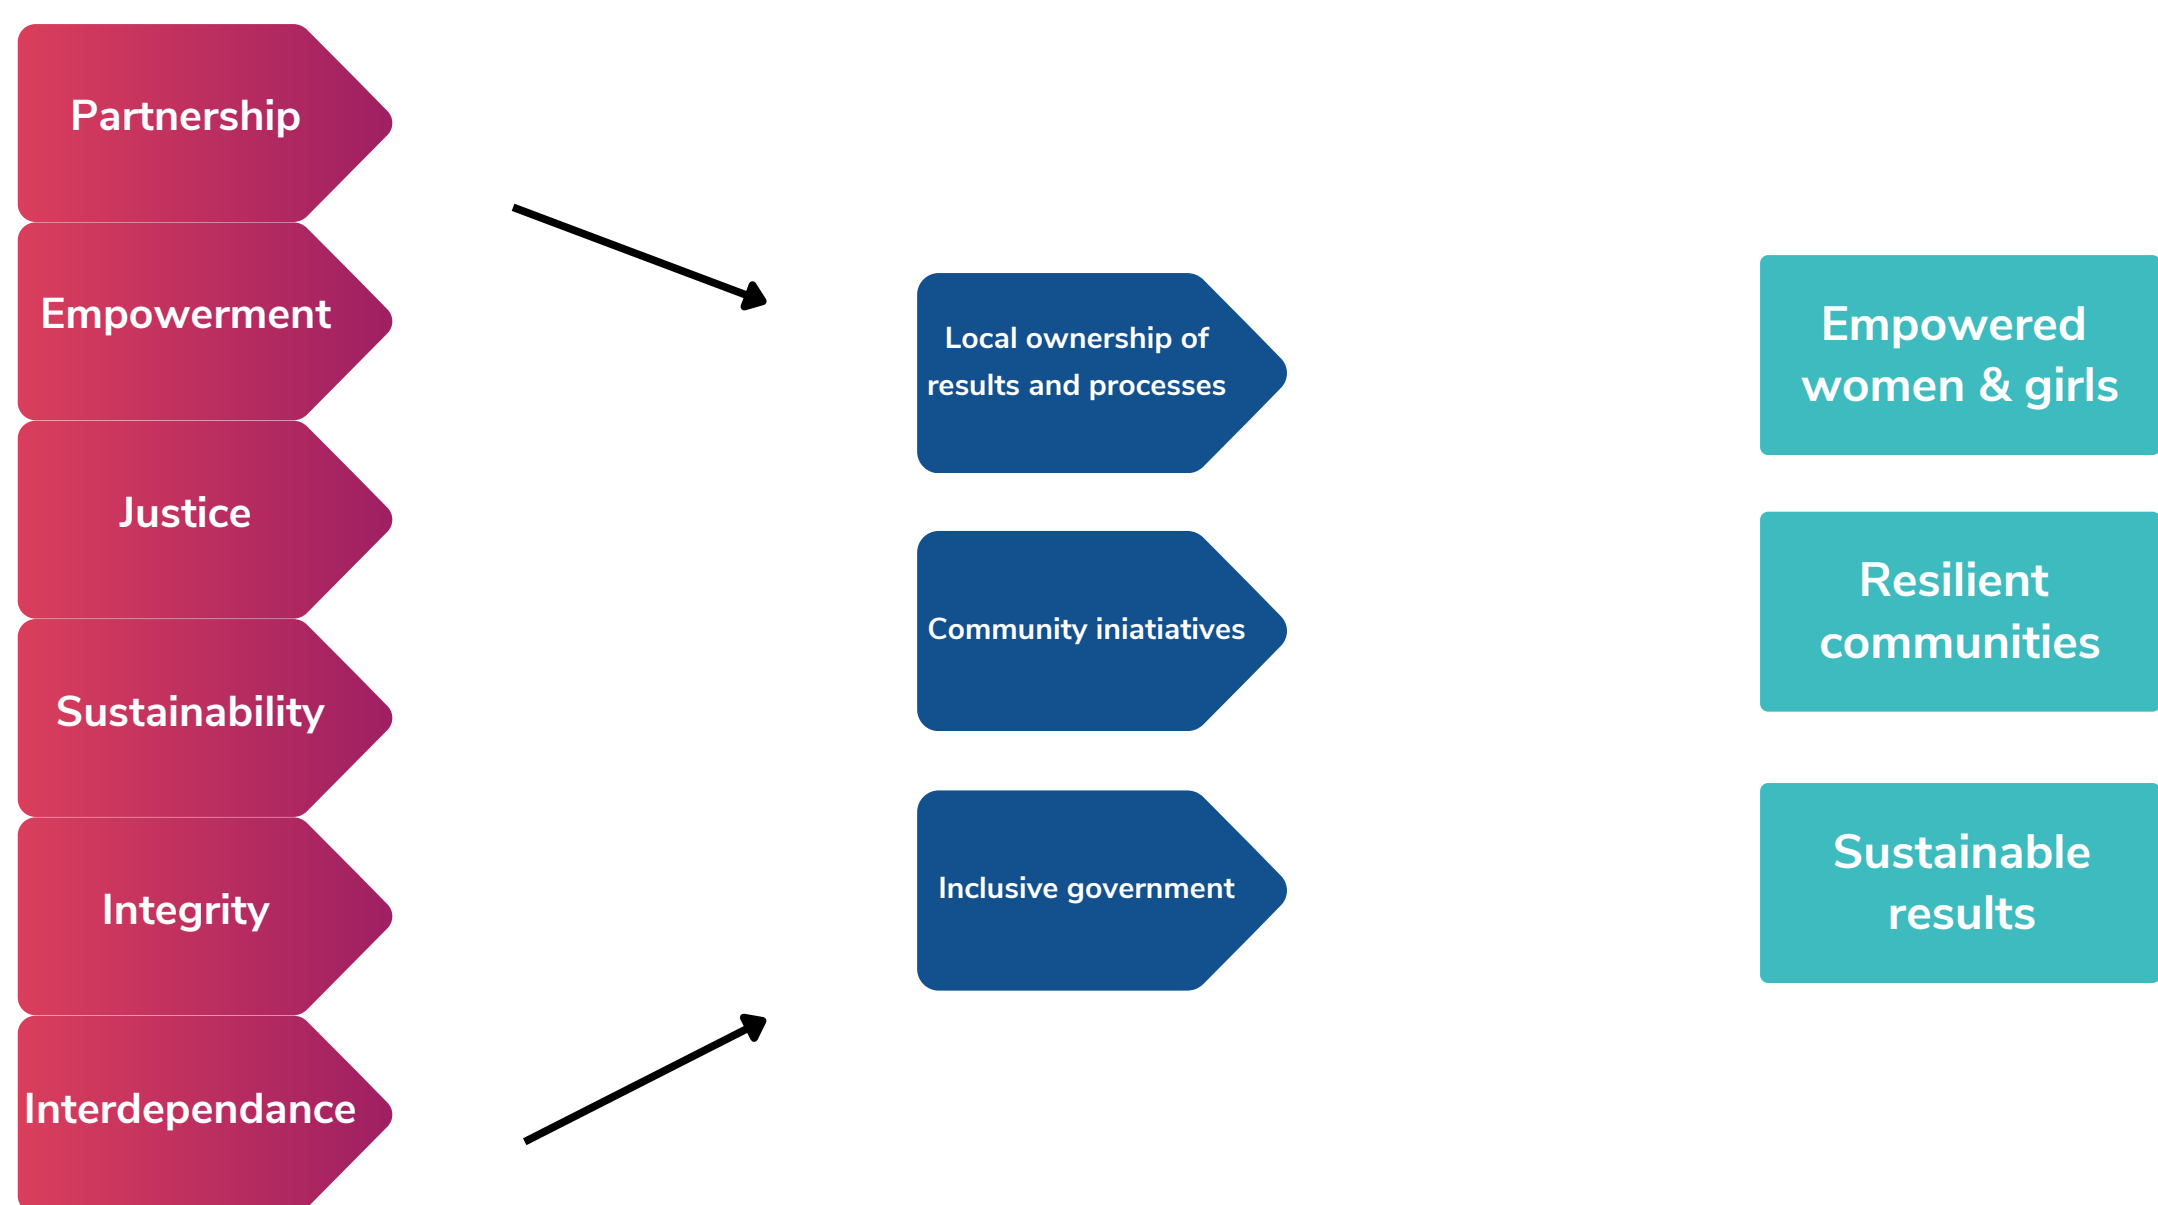 Partnership
Empowerment
Justice
Sustainability
Integrity
Interdependance
Local ownership of
results and processes
Community iniatiatives
Inclusive government
Empowered
women & girls
Resilient
communities
Sustainable
results